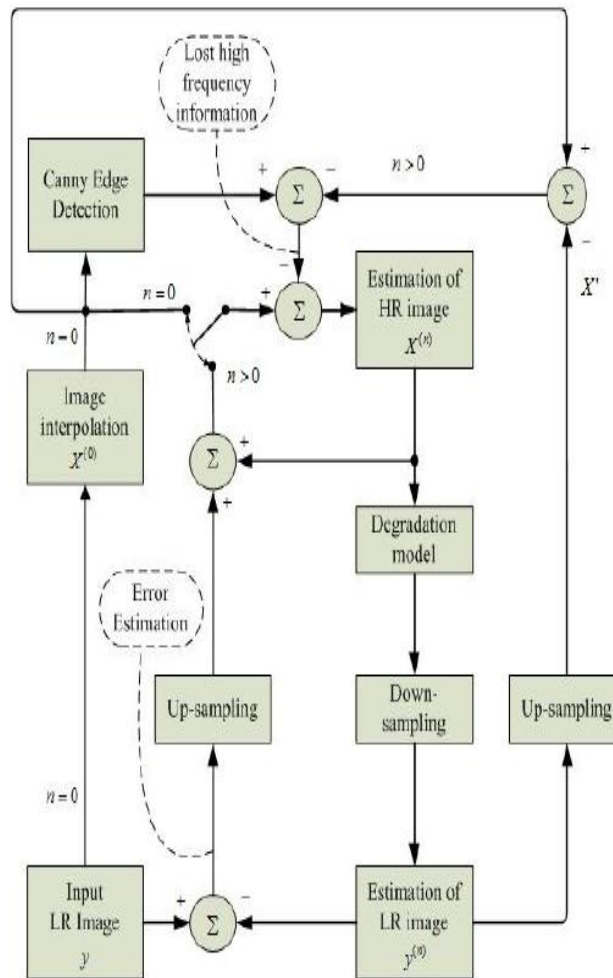 Lost high
frequency
information
+
Canny Edge
Detection
+
Σ
−
n > 0
Σ
−
−
n = 0
+
Σ
Estimation of
HR image
X⁽ⁿ⁾
X'
n = 0
n > 0
Image
interpolation
X⁽⁰⁾
Σ
+
+
Degradation
model
Error
Estimation
Up-sampling
Down-
sampling
Up-sampling
n = 0
Input
LR Image
y
+
Σ
−
Estimation of
LR image
y⁽ⁿ⁾